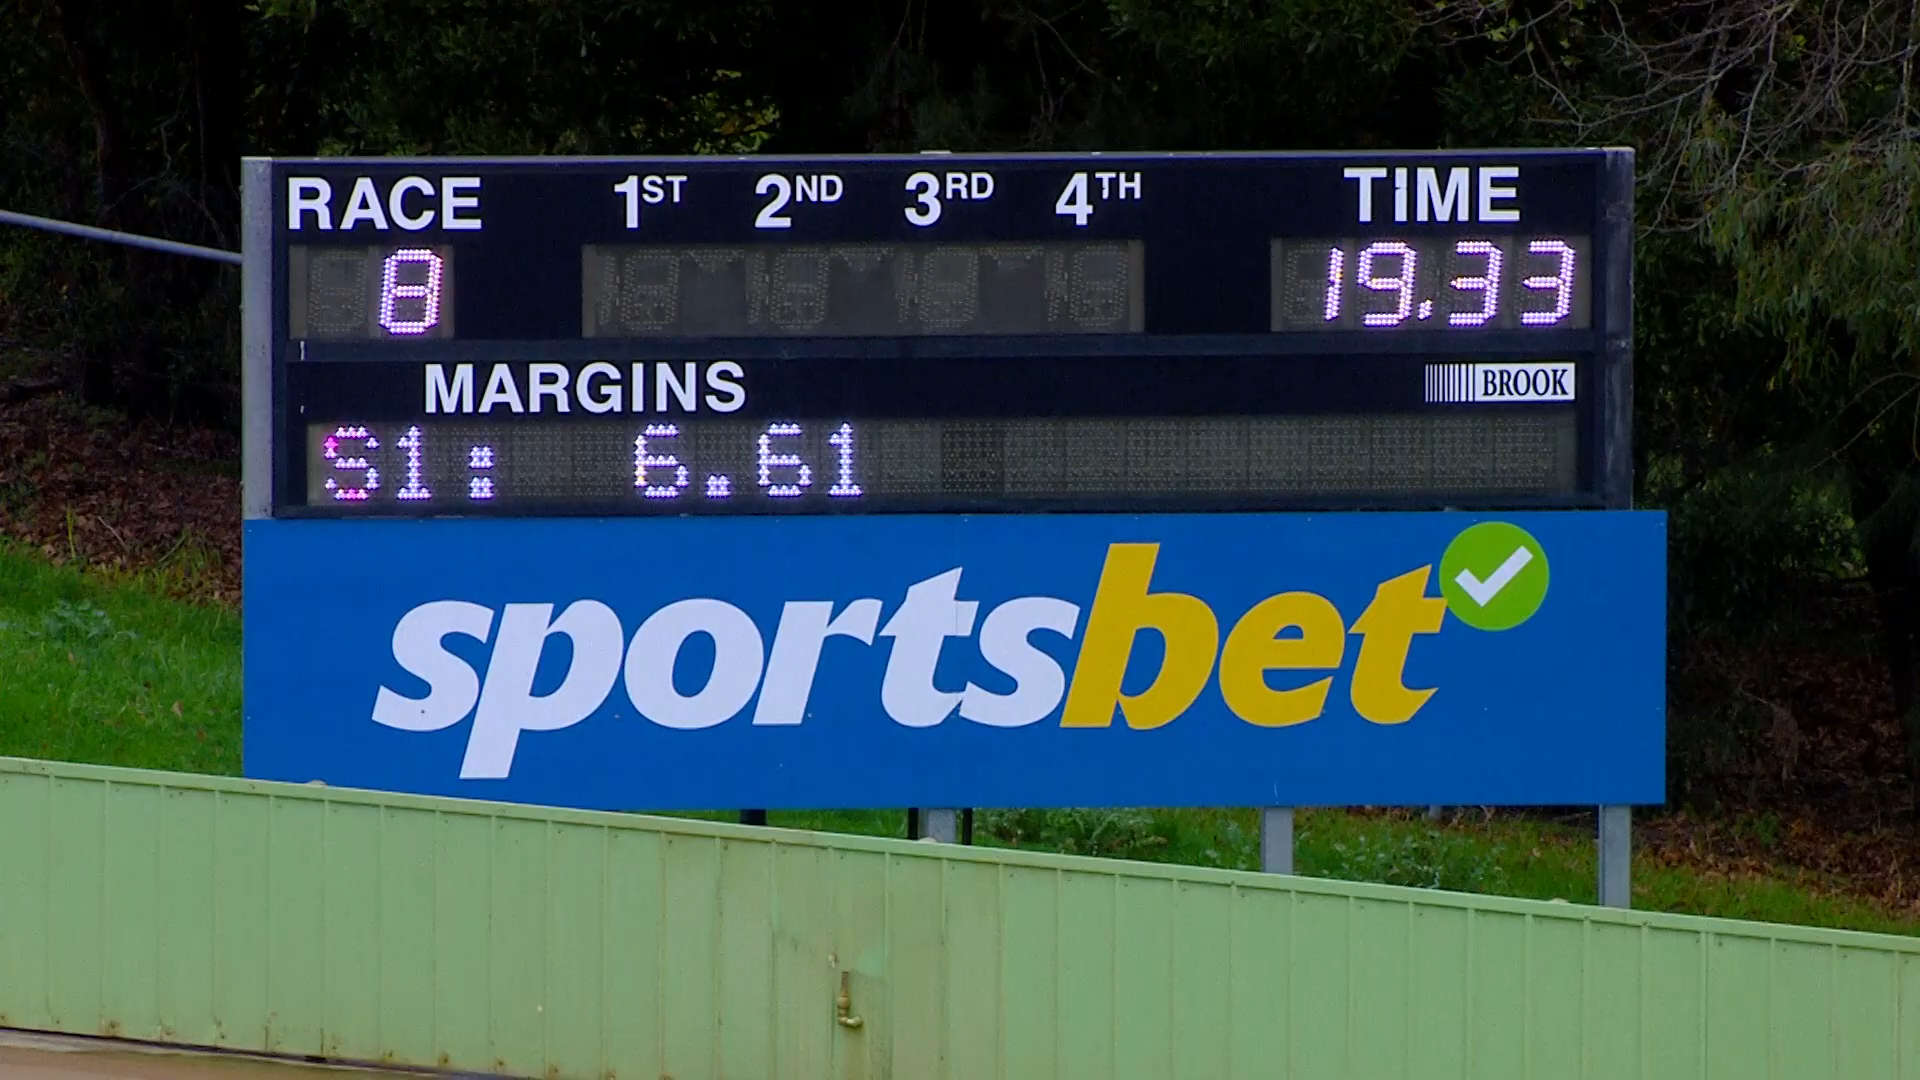 RACE 1ST 2ND 3RD 4TH TIME
8 19.33
MARGINS BROOK
S1: 6.61
sportsbet